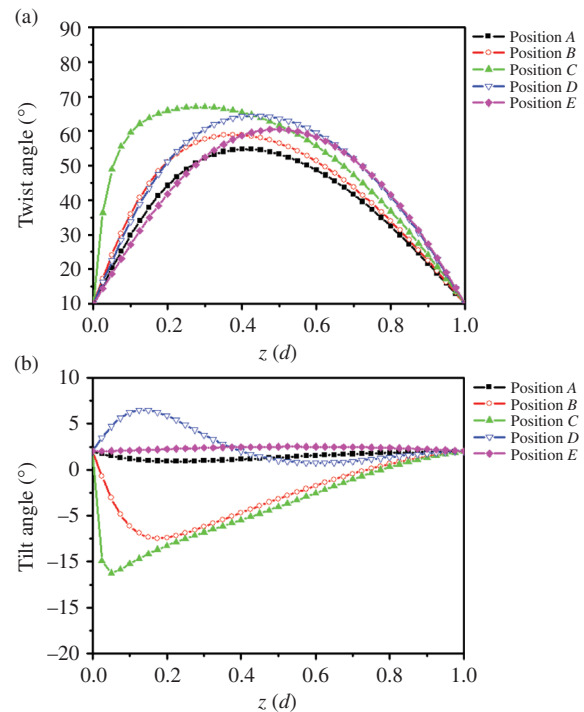 (a)
90
80
70
60
50
40
30
20
10
Twist angle (°)
0.0 0.2 0.4 0.6 0.8 1.0
z (d)
Position A
Position B
Position C
Position D
Position E
(b)
10
5
0
−5
−15
−15
−20
Tilt angle (°)
0.0 0.2 0.4 0.6 0.8 1.0
z (d)
Position A
Position B
Position C
Position D
Position E